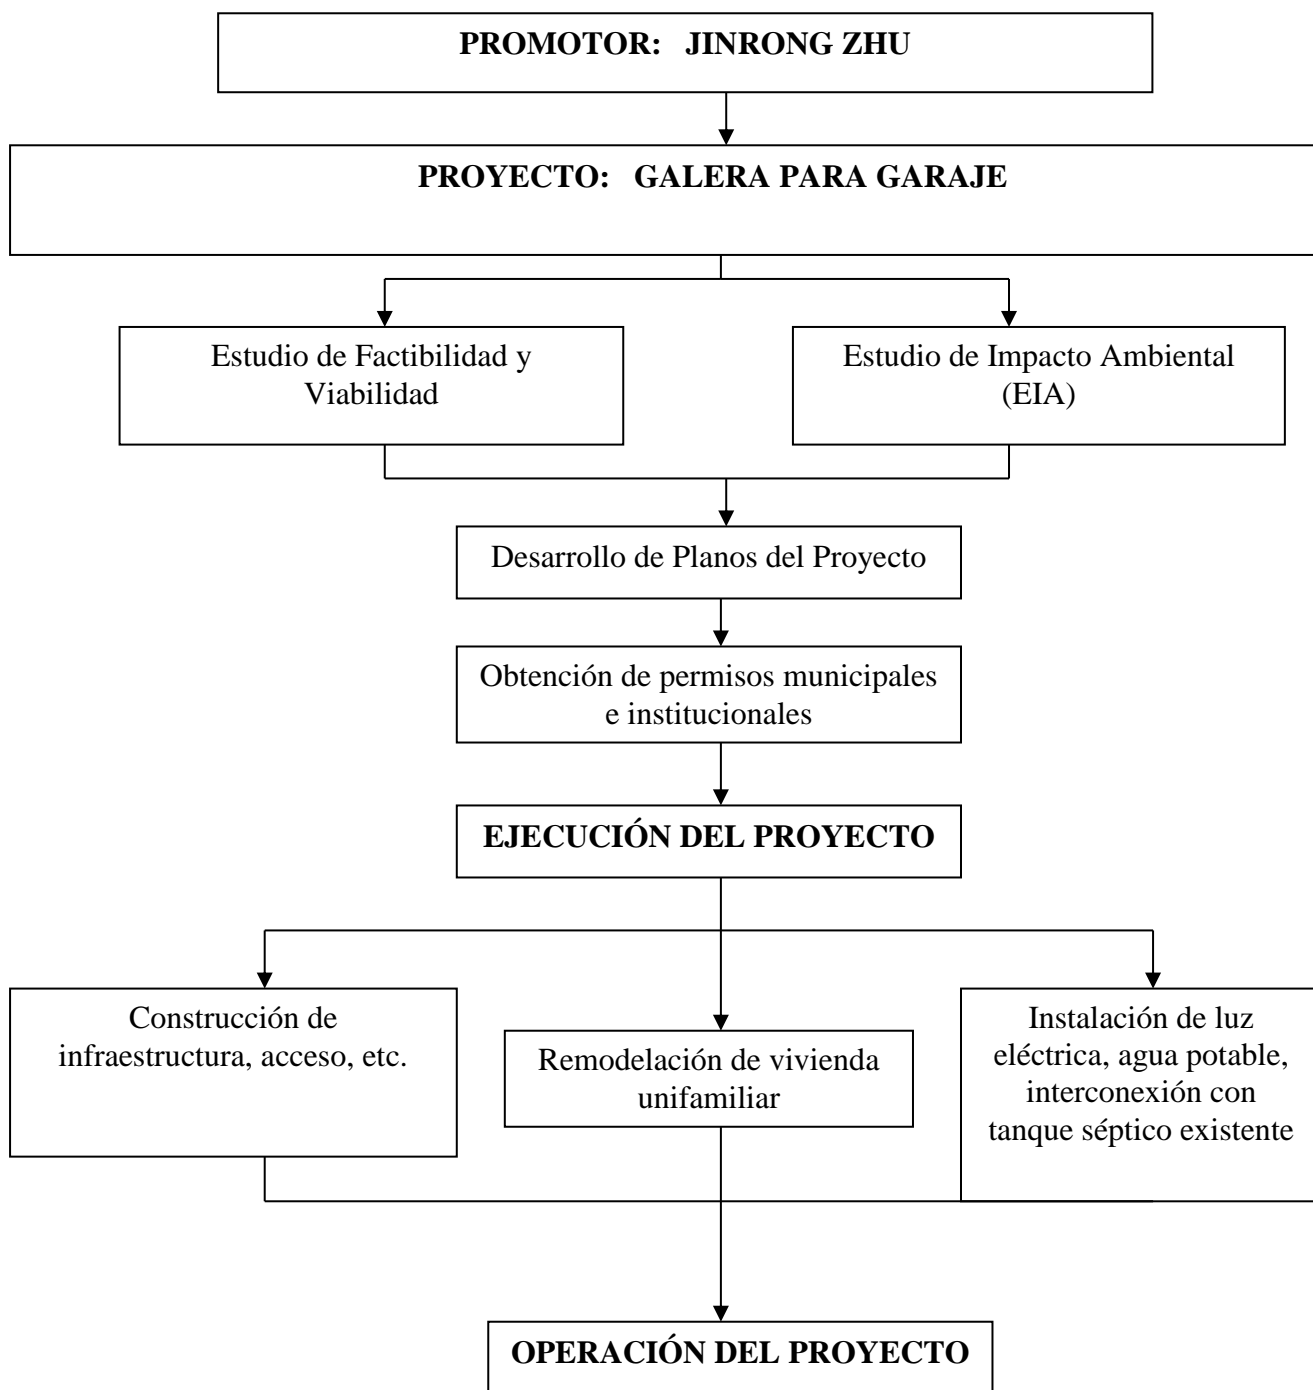 PROMOTOR: JINRONG ZHU
PROYECTO: GALERA PARA GARAJE
Estudio de Factibilidad y
Viabilidad
Estudio de Impacto Ambiental
(EIA)
Desarrollo de Planos del Proyecto
Obtención de permisos municipales
e institucionales
EJECUCIÓN DEL PROYECTO
Construcción de
infraestructura, acceso, etc.
Remodelación de vivienda
unifamiliar
Instalación de luz
eléctrica, agua potable,
interconexión con
tanque séptico existente
OPERACIÓN DEL PROYECTO